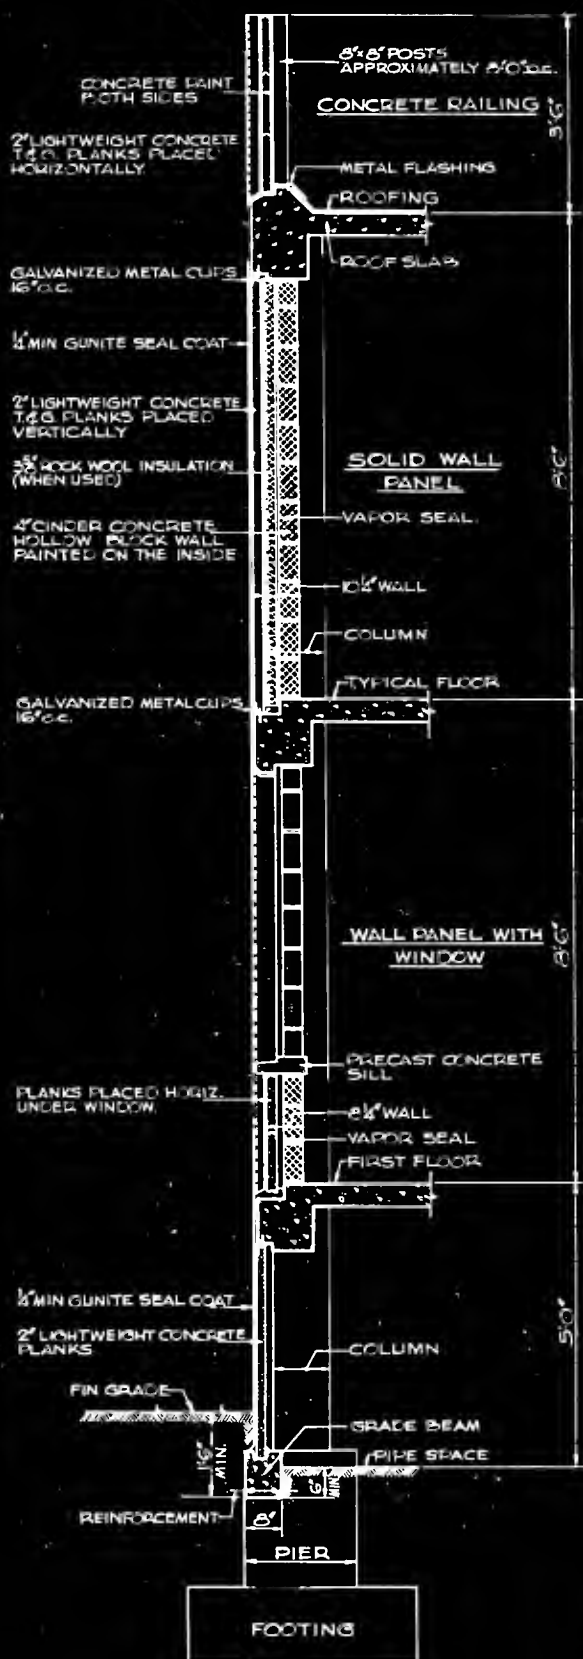 8"x8" POSTS
APPROXIMATELY 8'0" o.c.
CONCRETE PAINT
BOTH SIDES
CONCRETE RAILING
3'6"
2" LIGHTWEIGHT CONCRETE
T.& G. PLANKS PLACED
HORIZONTALLY
METAL FLASHING
ROOFING
ROOF SLAB
GALVANIZED METAL CLIPS
16" o.c.
¼" MIN GUNITE SEAL COAT
2" LIGHTWEIGHT CONCRETE
T.& G. PLANKS PLACED
VERTICALLY
SOLID WALL
PANEL
8'6"
ROCK WOOL INSULATION
(WHEN USED)
VAPOR SEAL
4" CINDER CONCRETE
HOLLOW BLOCK WALL
PAINTED ON THE INSIDE
10¼" WALL
COLUMN
TYPICAL FLOOR
GALVANIZED METAL CLIPS
16" o.c.
WALL PANEL WITH
WINDOW
8'6"
PRECAST CONCRETE
SILL
PLANKS PLACED HORIZ.
UNDER WINDOW
8¼" WALL
VAPOR SEAL
FIRST FLOOR
¼" MIN GUNITE SEAL COAT
2" LIGHTWEIGHT CONCRETE
PLANKS
COLUMN
5'0"
FIN GRADE
GRADE BEAM
PIPE SPACE
1'6"
MIN.
6"
MIN.
REINFORCEMENT
8"
PIER
FOOTING